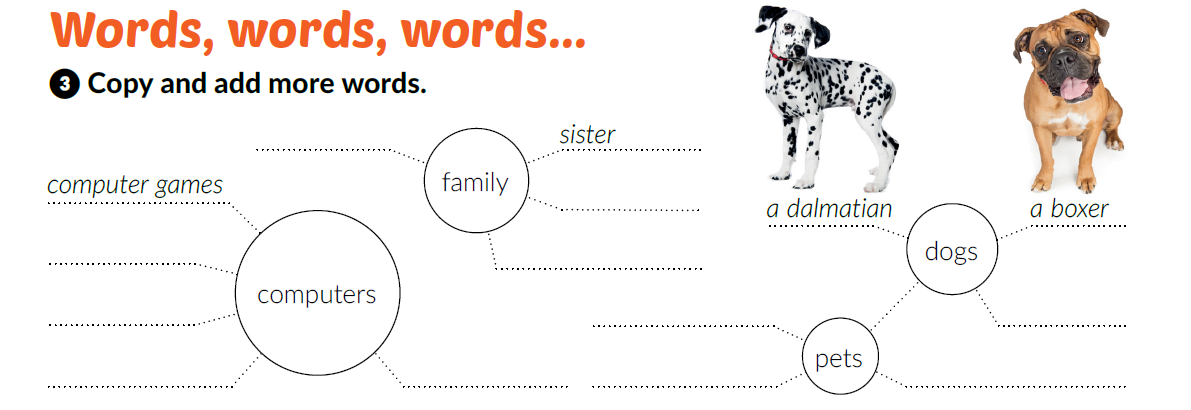 Words, words, words...
3 Copy and add more words.
sister
family
computer games
computers
a dalmatian
a boxer
dogs
pets